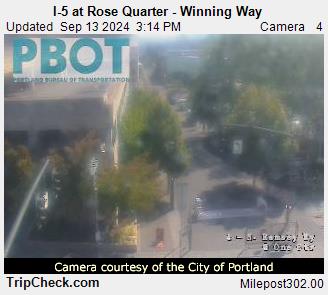 I-5 at Rose Quarter - Winning Way
Updated Sep 13 2024 3:14 PM Camera 4
PBOT
PORTLAND BUREAU OF TRANSPORTATION
Camera courtesy of the City of Portland
TripCheck.com Milepost302.00